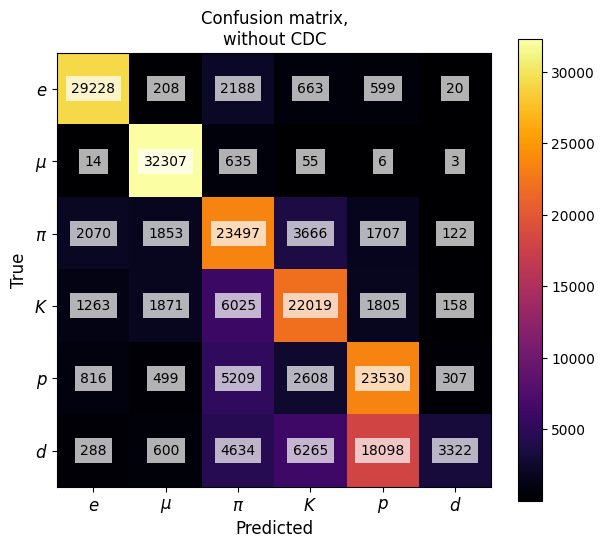 Confusion matrix,
without CDC
e 29228 208 2188 663 599 20
μ 14 32307 635 55 6 3
π 2070 1853 23497 3666 1707 122
K 1263 1871 6025 22019 1805 158
p 816 499 5209 2608 23530 307
d 288 600 4634 6265 18098 3322
e μ π K p d
Predicted
True
30000
25000
20000
15000
10000
5000